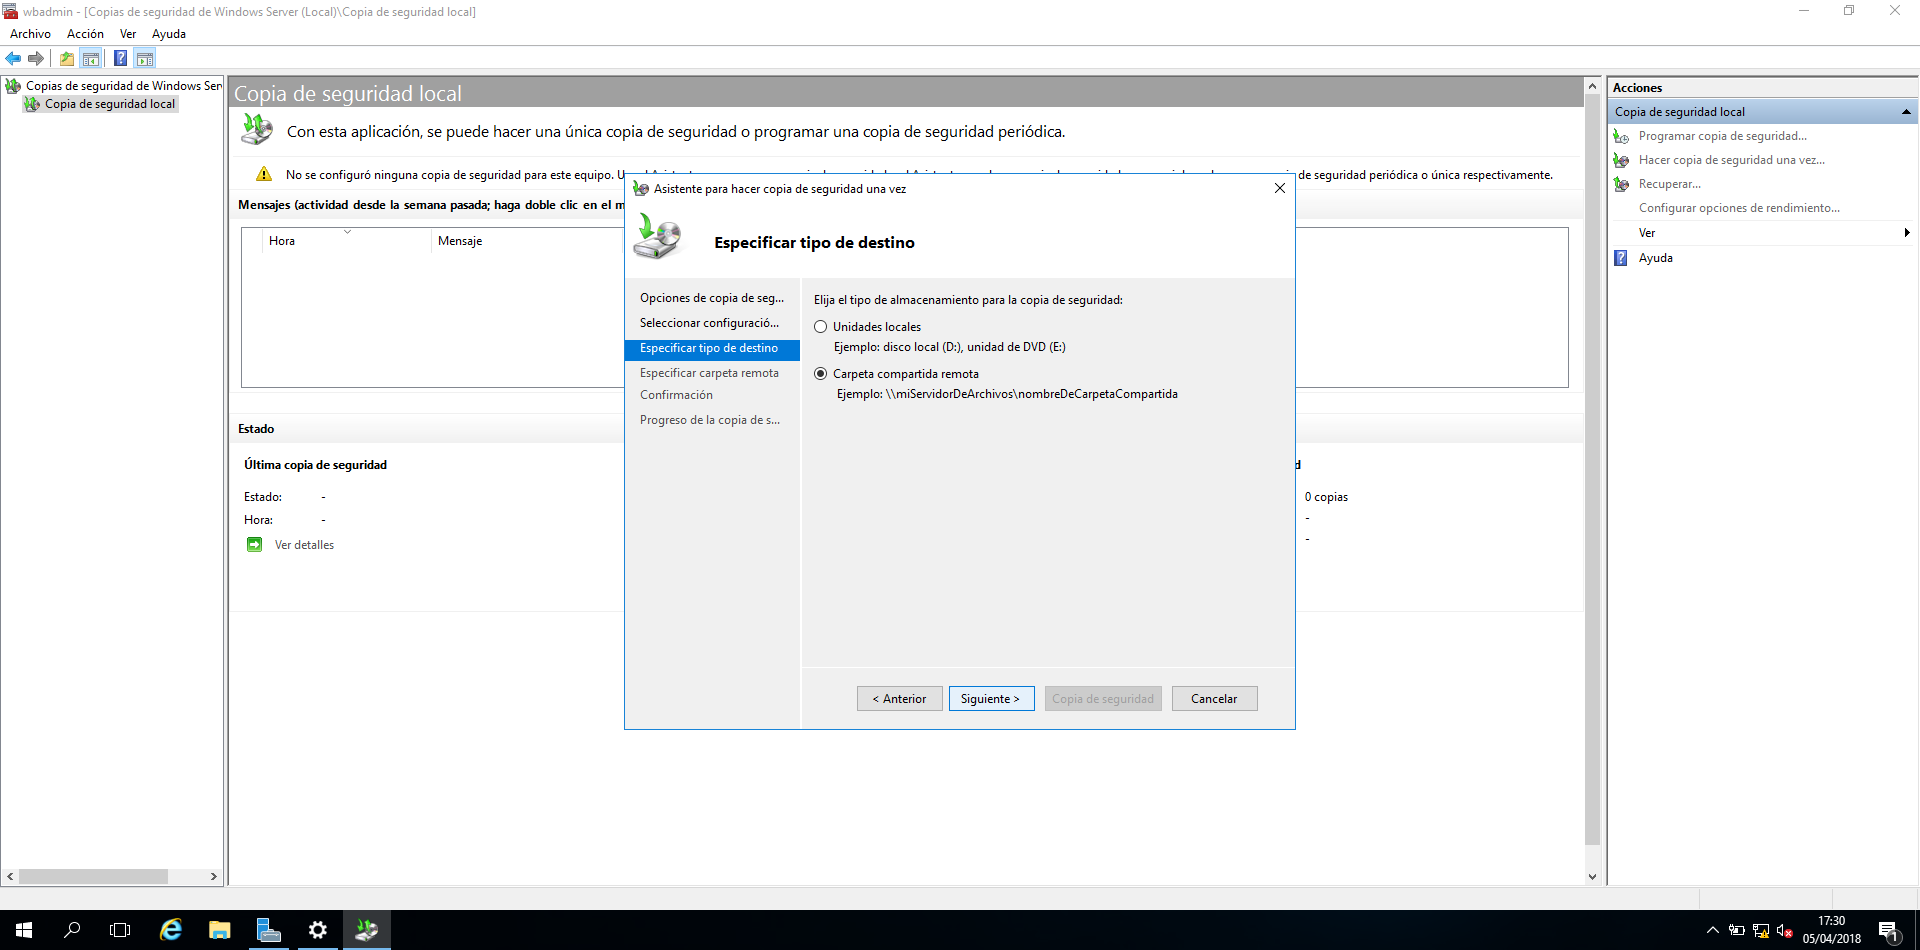 wbadmin - [Copias de seguridad de Windows Server (Local)\Copia de seguridad local]
Archivo Acción Ver Ayuda
Copias de seguridad de Windows Ser
Copia de seguridad local
Copia de seguridad local
Con esta aplicación, se puede hacer una única copia de seguridad o programar una copia de seguridad periódica.
No se configuró ninguna copia de seguridad para este equipo. U
de seguridad periódica o única respectivamente.
Mensajes (actividad desde la semana pasada; haga doble clic en el m
Hora Mensaje
Estado
Última copia de seguridad
Estado: -
Hora: -
Ver detalles
d
0 copias
-
-
Asistente para hacer copia de seguridad una vez
Especificar tipo de destino
Opciones de copia de seg...
Seleccionar configuració...
Especificar tipo de destino
Especificar carpeta remota
Confirmación
Progreso de la copia de s...
Elija el tipo de almacenamiento para la copia de seguridad:
Unidades locales
Ejemplo: disco local (D:), unidad de DVD (E:)
Carpeta compartida remota
Ejemplo: \\miServidorDeArchivos\nombreDeCarpetaCompartida
< Anterior Siguiente > Copia de seguridad Cancelar
Acciones
Copia de seguridad local
Programar copia de seguridad...
Hacer copia de seguridad una vez...
Recuperar...
Configurar opciones de rendimiento...
Ver
Ayuda
17:30
05/04/2018
1